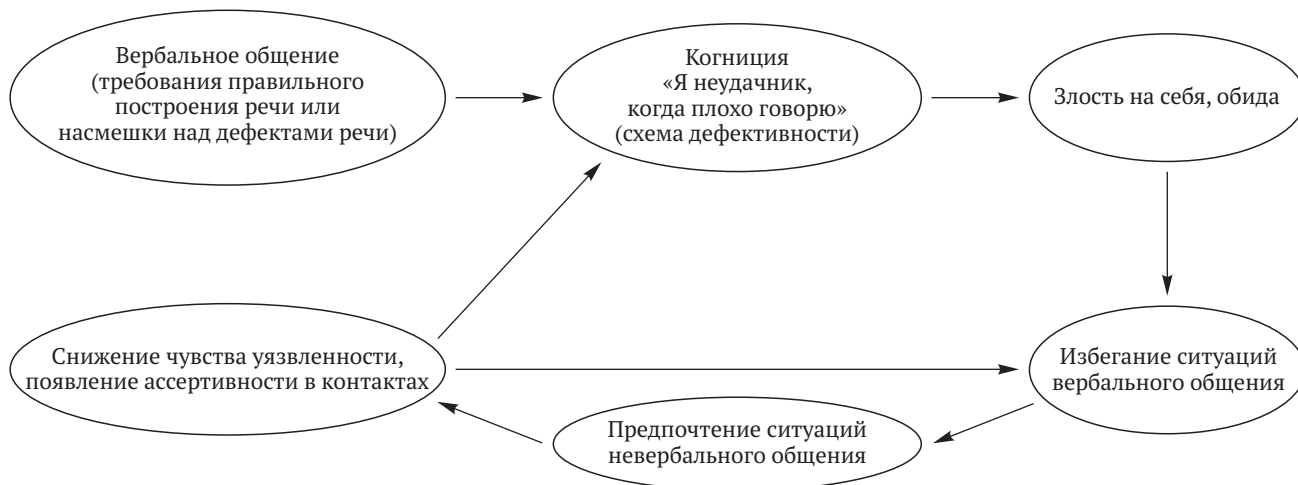 Вербальное общение
(требования правильного
построения речи или
насмешки над дефектами речи)
Когниция
«Я неудачник,
когда плохо говорю»
(схема дефективности)
Злость на себя, обида
Снижение чувства уязвленности,
появление ассертивности в контактах
Избегание ситуаций
вербального общения
Предпочтение ситуаций
невербального общения